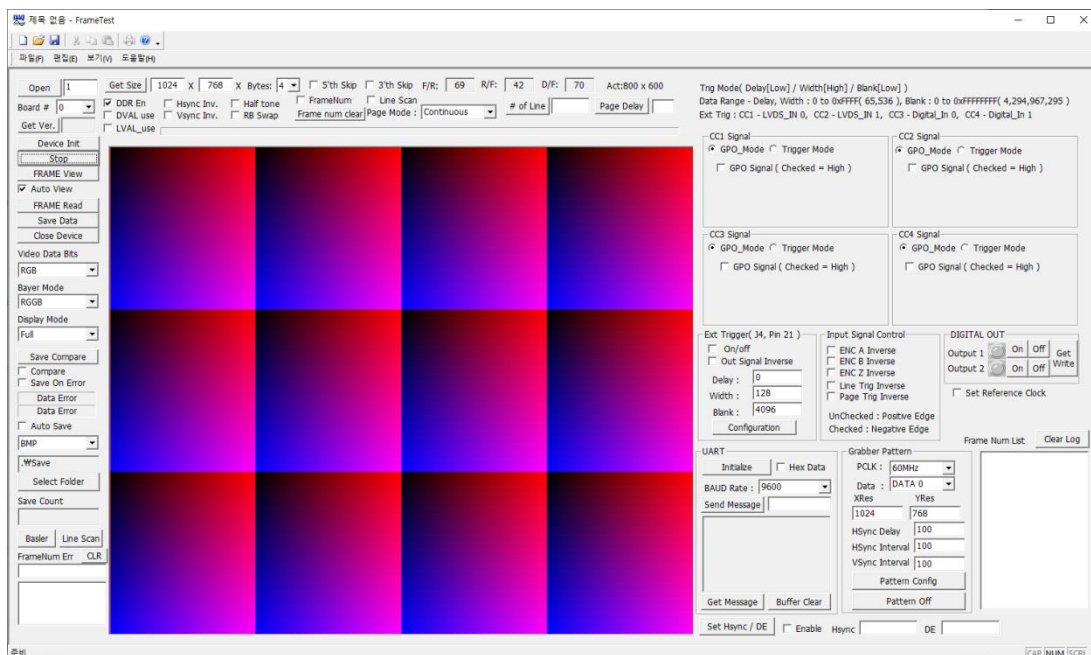 제목 없음 - FrameTest
파일(F) 편집(E) 보기(V) 도움말(H)
Open 1 Get Size 1024 X 768 X Bytes: 4 5'th Skip 3'th Skip F/R: 69 R/F: 42 D/F: 70 Act:800 x 600
Board # 0 DDR En Hsync Inv. Half tone FrameNum Line Scan # of Line Page Delay
DVAL use Vsync Inv. RB Swap Frame num clear Page Mode : Continuous
Get Ver. LVAL_use
Device Init
Stop
FRAME View
Auto View
FRAME Read
Save Data
Close Device
Video Data Bits
RGB
Bayer Mode
RGGB
Display Mode
Full
Save Compare
Compare
Save On Error
Data Error
Data Error
Auto Save
BMP
.₩Save
Select Folder
Save Count
Basler Line Scan
FrameNum Err CLR
Trig Mode( Delay[Low] / Width[High] / Blank[Low] )
Data Range - Delay, Width : 0 to 0xFFFF( 65,536 ), Blank : 0 to 0xFFFFFFFF( 4,294,967,295 )
Ext Trig : CC1 - LVDS_IN 0, CC2 - LVDS_IN 1, CC3 - Digital_In 0, CC4 - Digital_In 1
CC1 Signal
GPO_Mode Trigger Mode
GPO Signal ( Checked = High )
CC2 Signal
GPO_Mode Trigger Mode
GPO Signal ( Checked = High )
CC3 Signal
GPO_Mode Trigger Mode
GPO Signal ( Checked = High )
CC4 Signal
GPO_Mode Trigger Mode
GPO Signal ( Checked = High )
Ext Trigger( J4, Pin 21 )
On/off
Out Signal Inverse
Delay : 0
Width : 128
Blank : 4096
Configuration
Input Signal Control
ENC A Inverse
ENC B Inverse
ENC Z Inverse
Line Trig Inverse
Page Trig Inverse
UnChecked : Positive Edge
Checked : Negative Edge
DIGITAL OUT
Output 1 On Off Get
Output 2 On Off Write
Set Reference Clock
Frame Num List Clear Log
UART
Initialize Hex Data
BAUD Rate : 9600
Send Message
Get Message Buffer Clear
Grabber Pattern
PCLK : 60MHz
Data : DATA 0
XRes YRes
1024 768
HSync Delay 100
HSync Interval 100
VSync Interval 100
Pattern Config
Pattern Off
Set Hsync / DE Enable Hsync DE
준비 CAP NUM SCRL